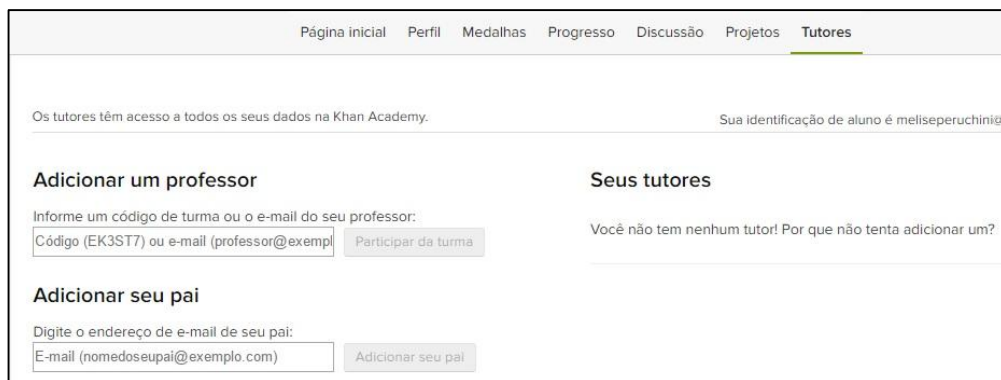 Página inicial Perfil Medalhas Progresso Discussão Projetos Tutores
Os tutores têm acesso a todos os seus dados na Khan Academy.
Sua identificação de aluno é meliseperuchini@
Adicionar um professor
Informe um código de turma ou o e-mail do seu professor:
Código (EK3ST7) ou e-mail (professor@exempl
Participar da turma
Adicionar seu pai
Digite o endereço de e-mail de seu pai:
E-mail (nomedoseupai@exemplo.com)
Adicionar seu pai
Seus tutores
Você não tem nenhum tutor! Por que não tenta adicionar um?